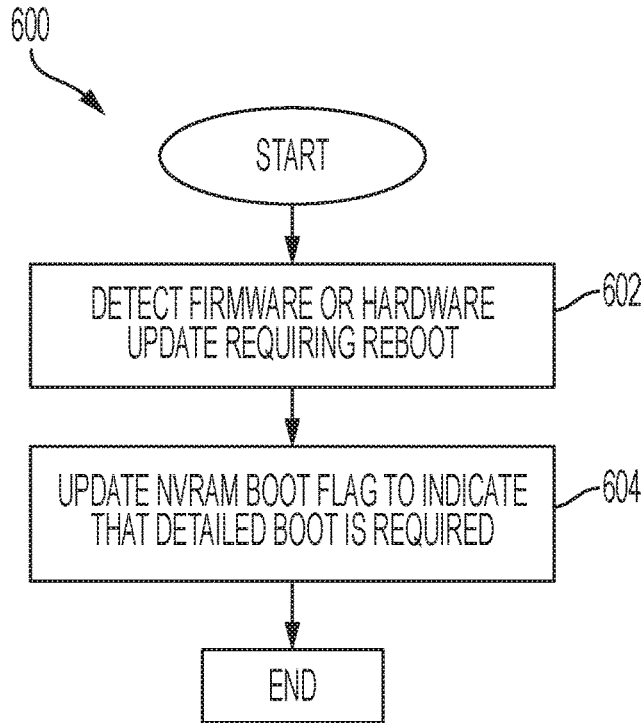 600
START
DETECT FIRMWARE OR HARDWARE
UPDATE REQUIRING REBOOT
602
UPDATE NVRAM BOOT FLAG TO INDICATE
THAT DETAILED BOOT IS REQUIRED
604
END